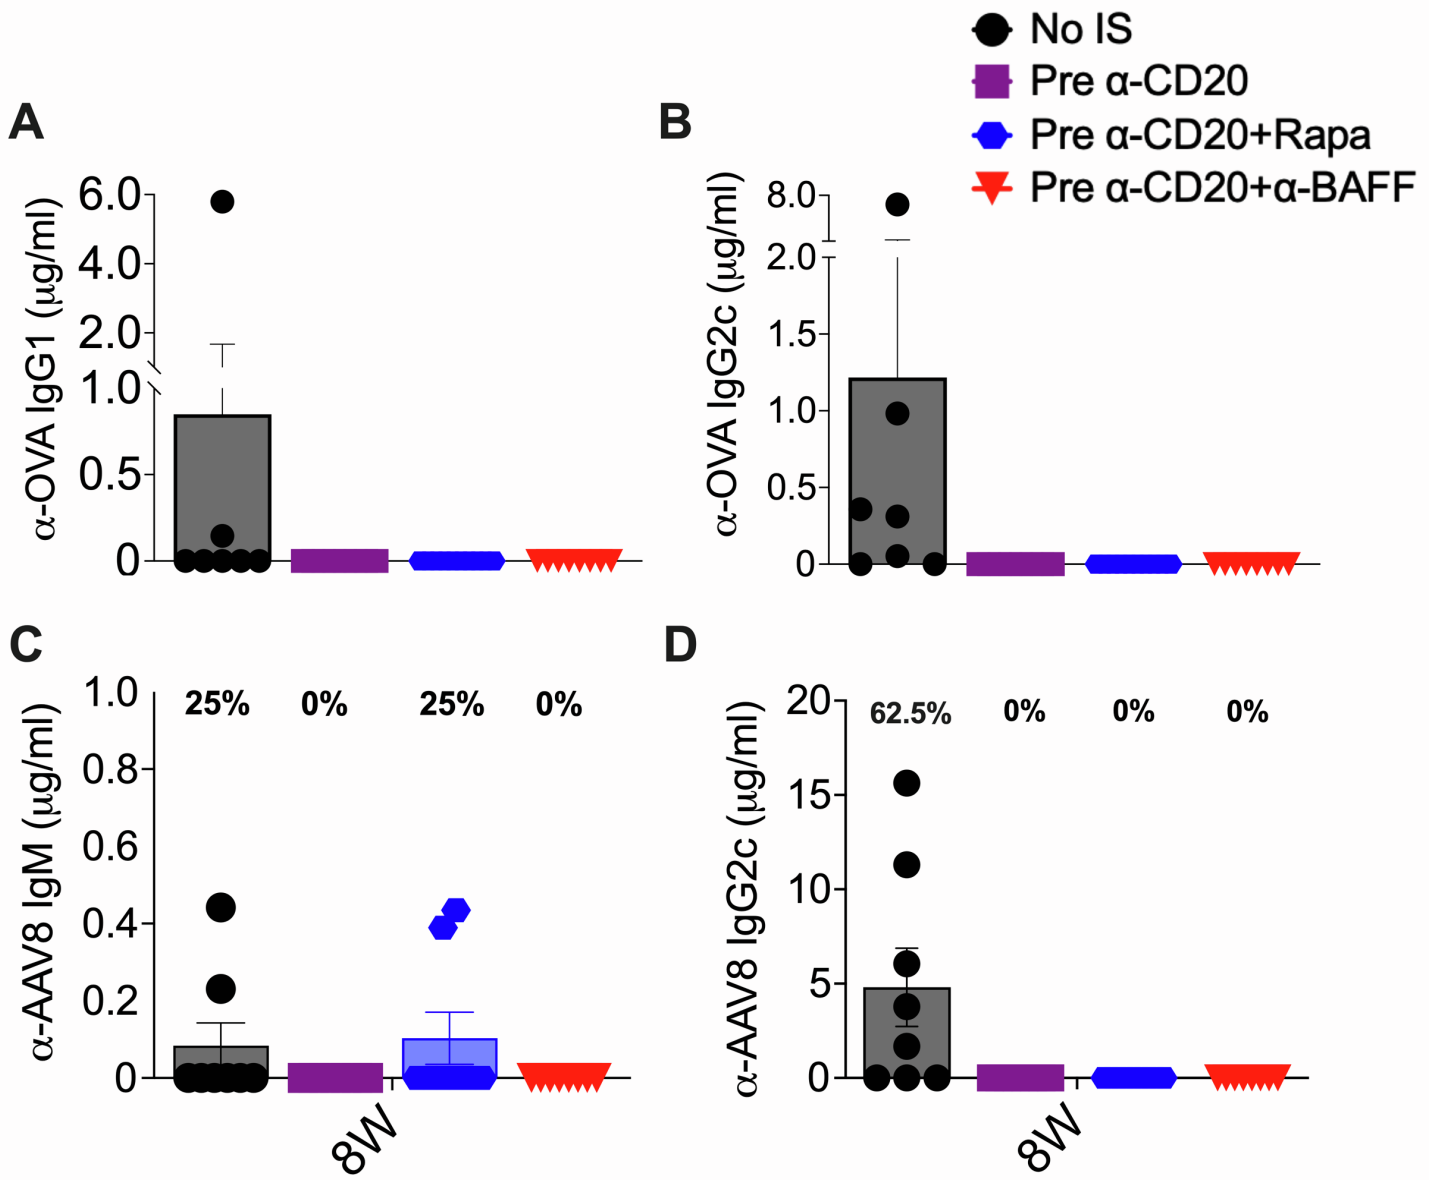 No IS
Pre α-CD20
Pre α-CD20+Rapa
Pre α-CD20+α-BAFF
A
α-OVA IgG1 (μg/ml)
6.0
4.0
2.0
1.0
0.5
0
B
α-OVA IgG2c (μg/ml)
8.0
2.0
1.5
1.0
0.5
0
C
α-AAV8 IgM (μg/ml)
1.0
0.8
0.6
0.4
0.2
0
25% 0% 25% 0%
8W
D
α-AAV8 IgG2c (μg/ml)
20
15
10
5
0
62.5% 0% 0% 0%
8W